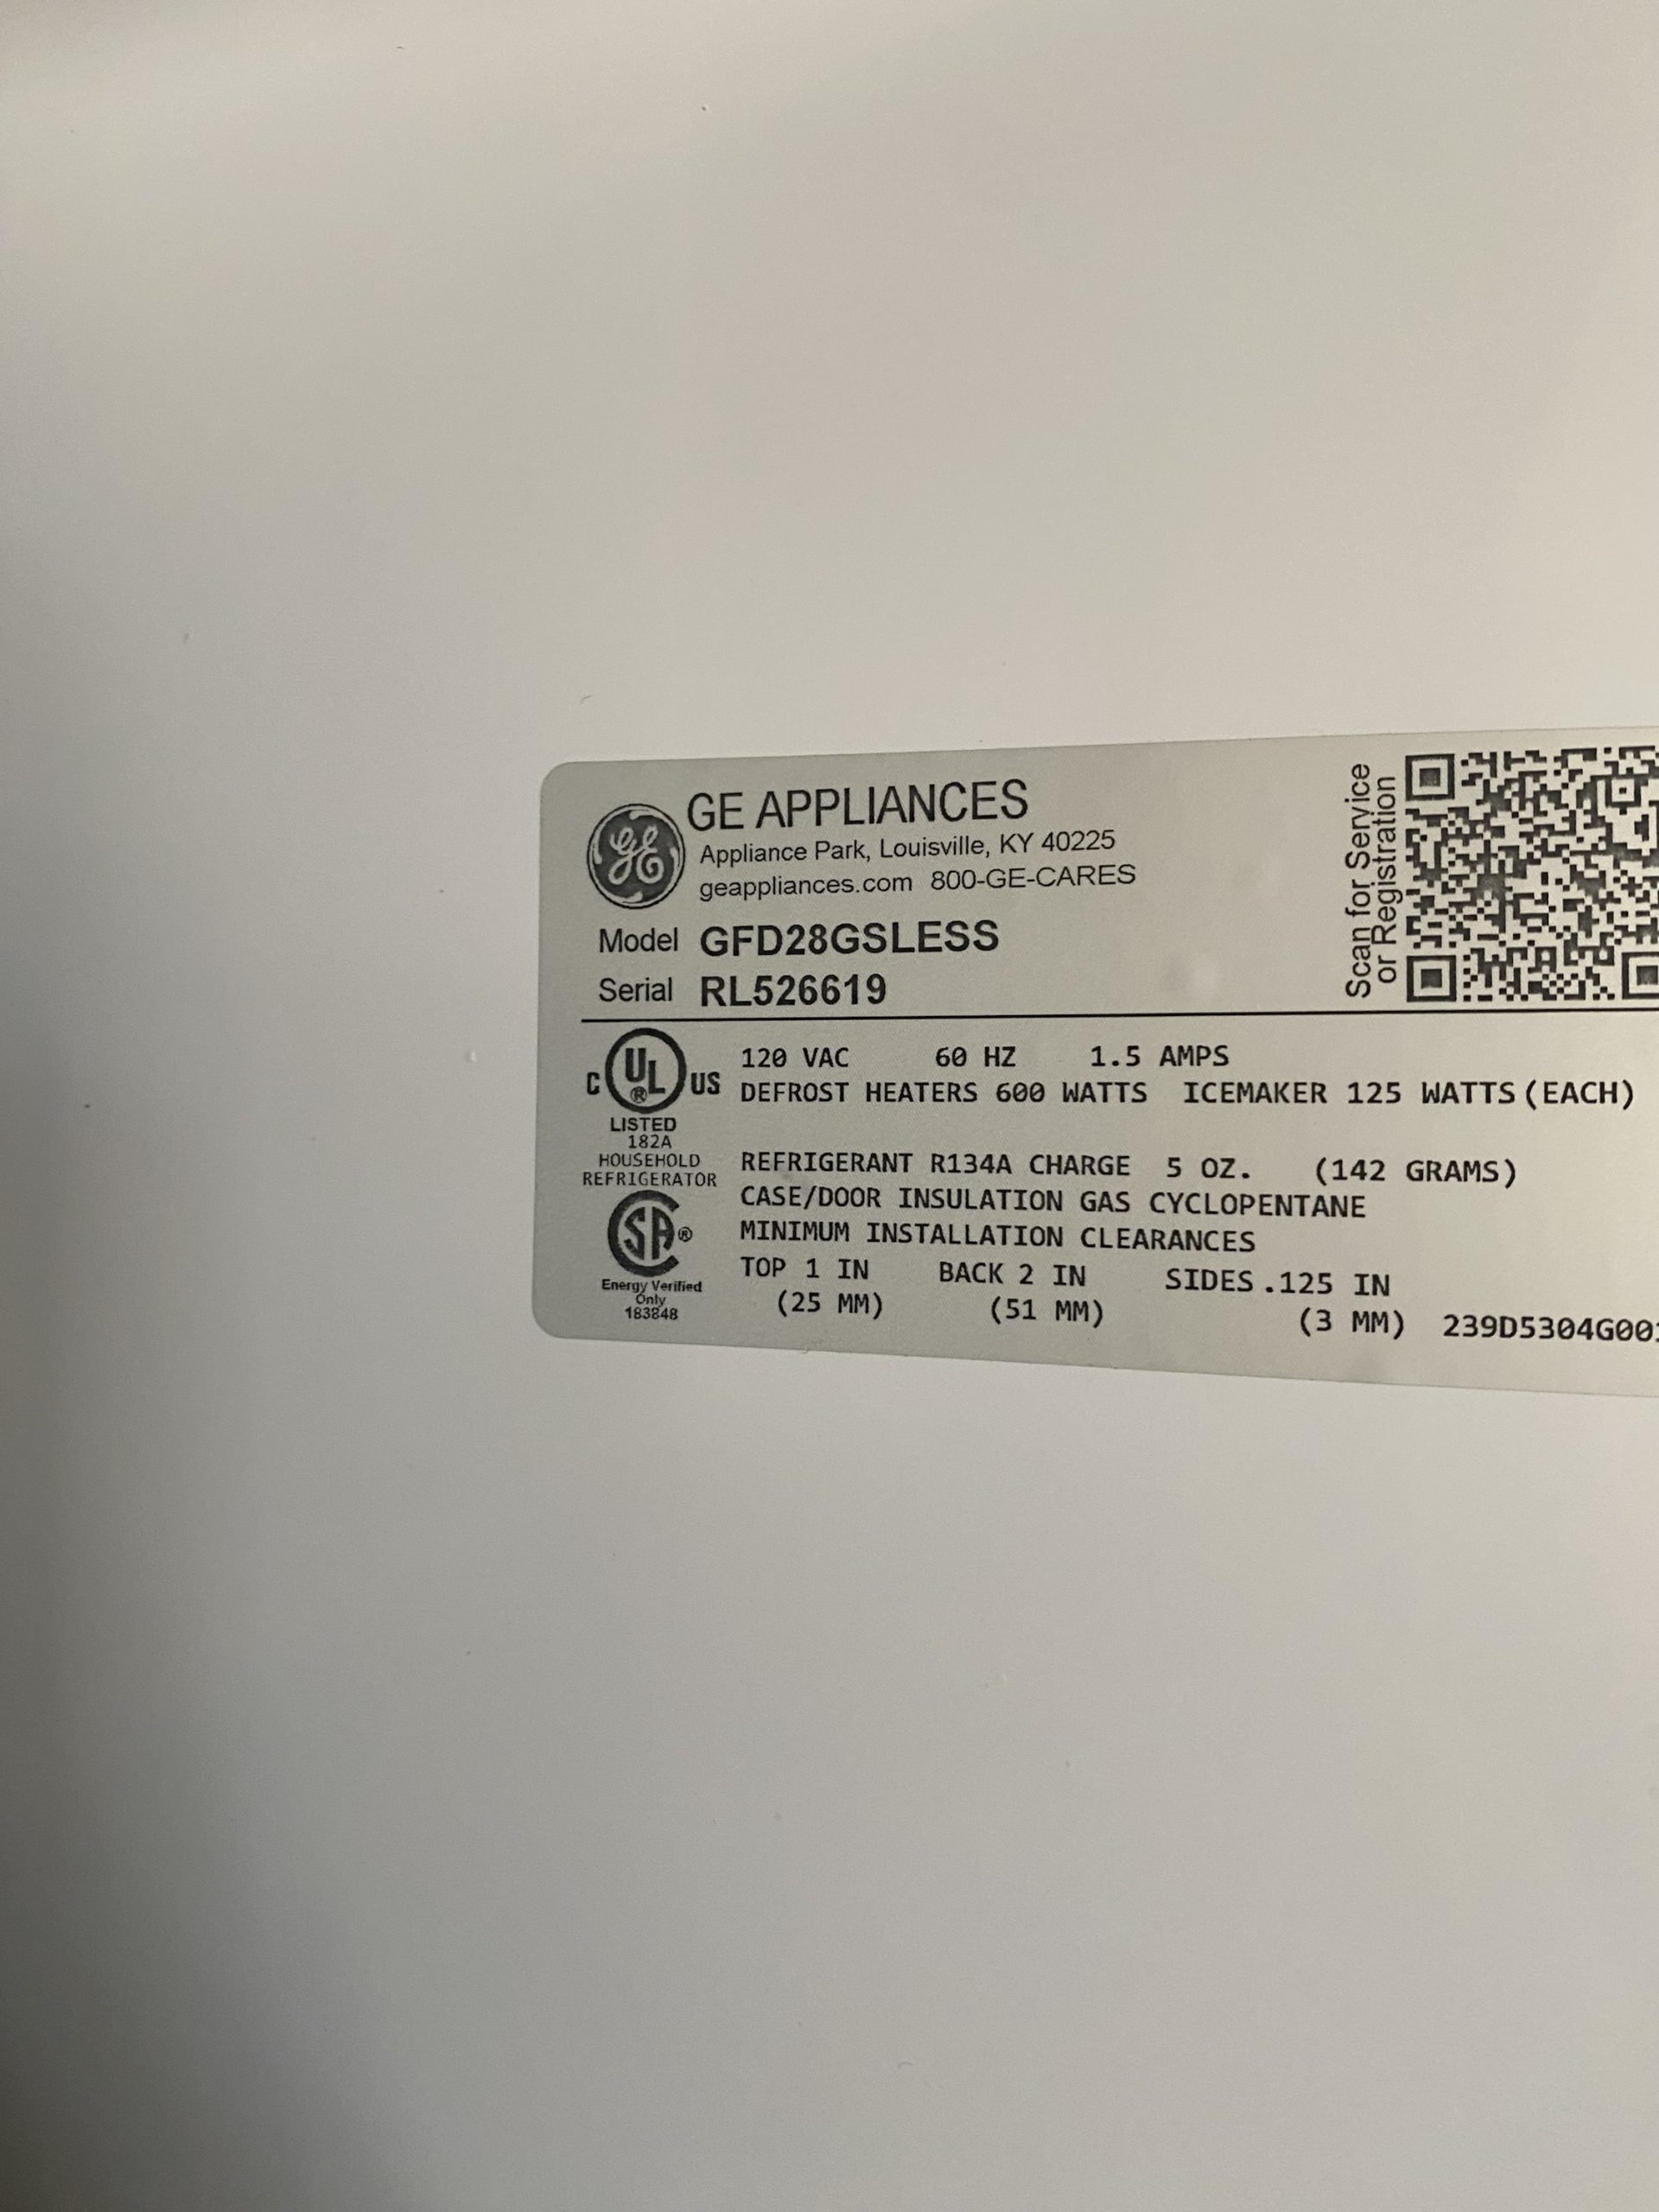 GE APPLIANCES
Appliance Park, Louisville, KY 40225
geappliances.com 800-GE-CARES
Model GFD28GSLESS
Serial RL526619
Scan for Service
or Registration
C UL ® US
LISTED
182A
HOUSEHOLD
REFRIGERATOR
SA ®
Energy Verified
Only
183848
120 VAC 60 HZ 1.5 AMPS
DEFROST HEATERS 600 WATTS ICEMAKER 125 WATTS(EACH)
REFRIGERANT R134A CHARGE 5 OZ. (142 GRAMS)
CASE/DOOR INSULATION GAS CYCLOPENTANE
MINIMUM INSTALLATION CLEARANCES
TOP 1 IN BACK 2 IN SIDES .125 IN
(25 MM) (51 MM) (3 MM) 239D5304G00